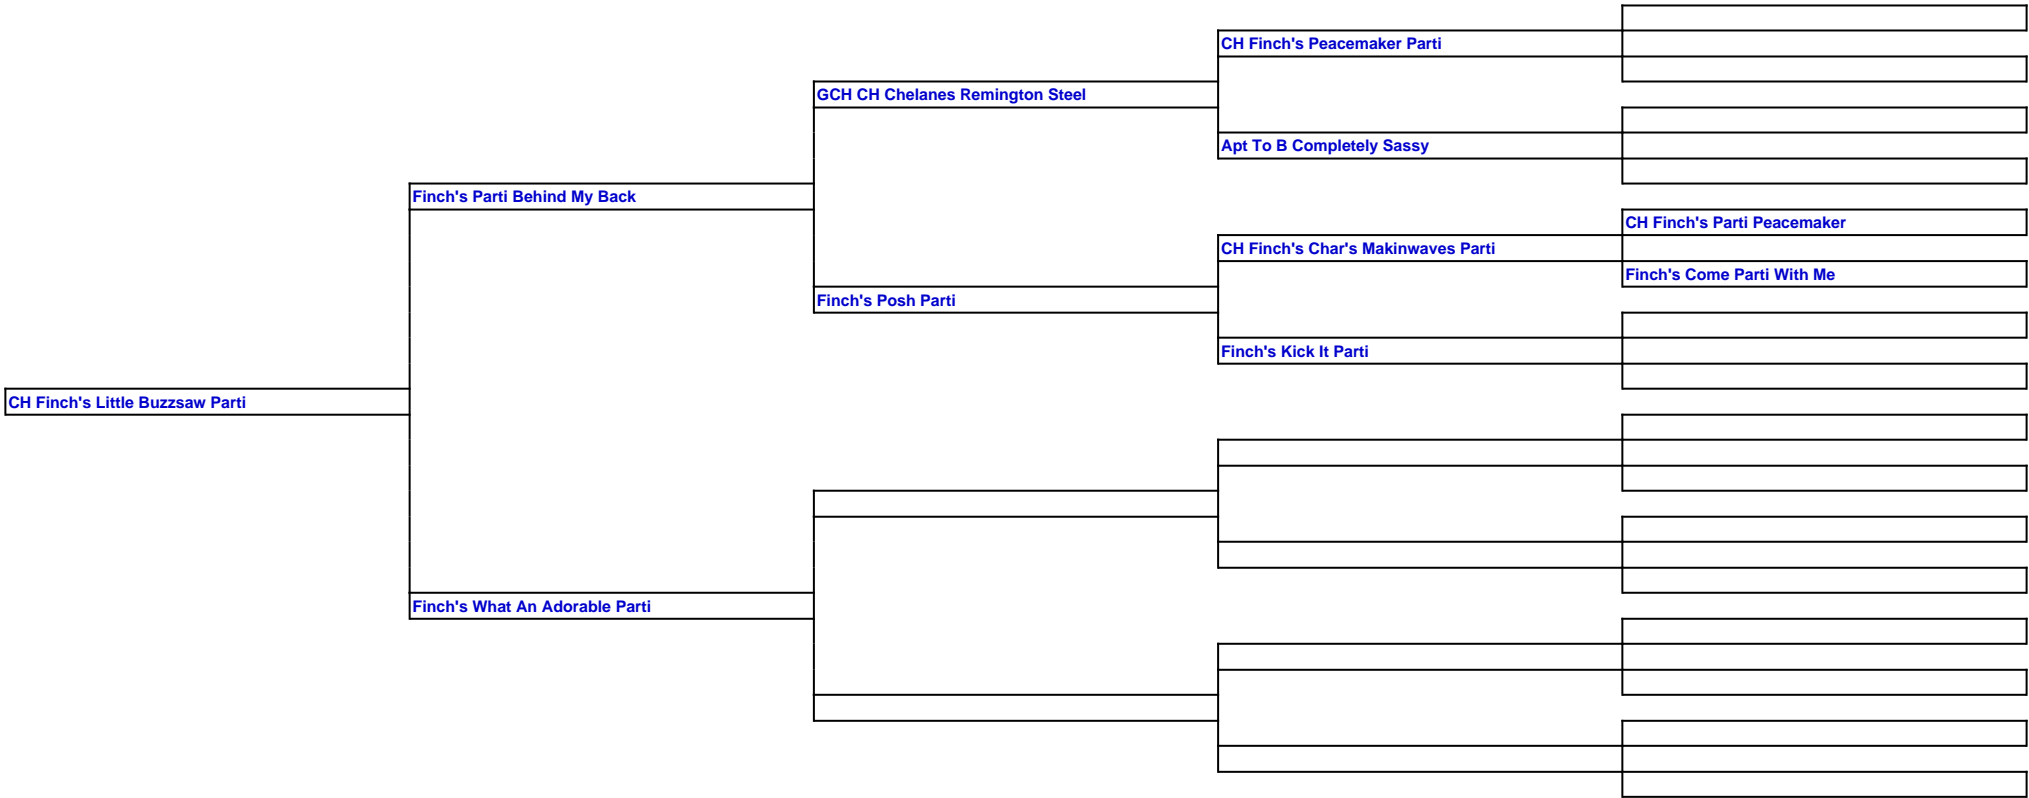 CH Finch's Peacemaker Parti
GCH CH Chelanes Remington Steel
Apt To B Completely Sassy
Finch's Parti Behind My Back
CH Finch's Parti Peacemaker
CH Finch's Char's Makinwaves Parti
Finch's Come Parti With Me
Finch's Posh Parti
Finch's Kick It Parti
CH Finch's Little Buzzsaw Parti
Finch's What An Adorable Parti